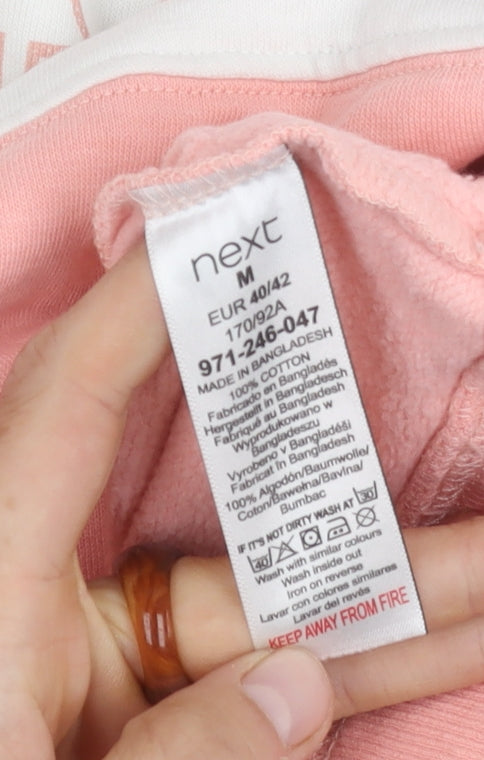 next
M
EUR 40/42
170/92A
971-246-047
MADE IN BANGLADESH
100% COTTON
Fabricado en Bangladés
Hergestellt in Bangladesch
Fabriqué au Bangladesh
Wyprodukowano w
Bangladeszu
Vyrobeno v Bangladéši
Fabricat în Bangladesh
100% Algodón/Baumwolle/
Coton/Bawełna/Bavlna/
Bumbac
IF IT'S NOT DIRTY WASH AT 30
40
Wash with similar colours
Wash inside out
Iron on reverse
Lavar con colores similares
Lavar del revés
KEEP AWAY FROM FIRE